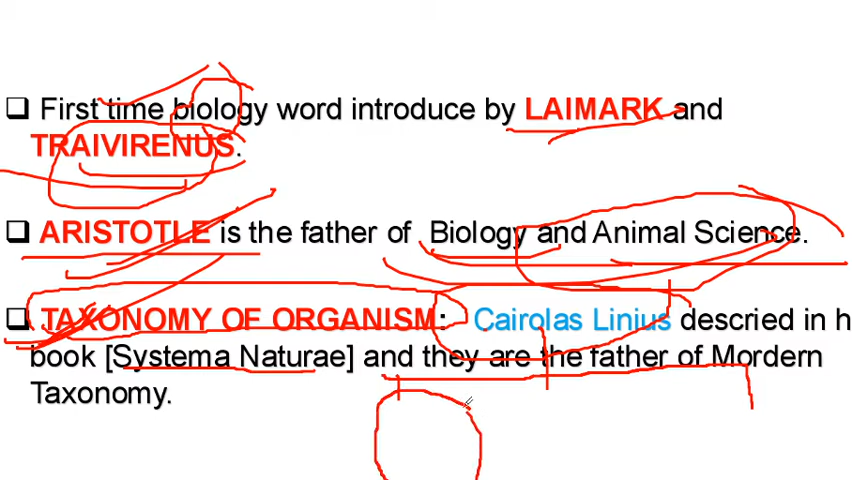 ❑ First time biology word introduce by LAIMARK and
TRAIVIRENUS.
❑ ARISTOTLE is the father of Biology and Animal Science.
❑ TAXONOMY OF ORGANISM: Cairolas Linius descried in h
book [Systema Naturae] and they are the father of Mordern
Taxonomy.